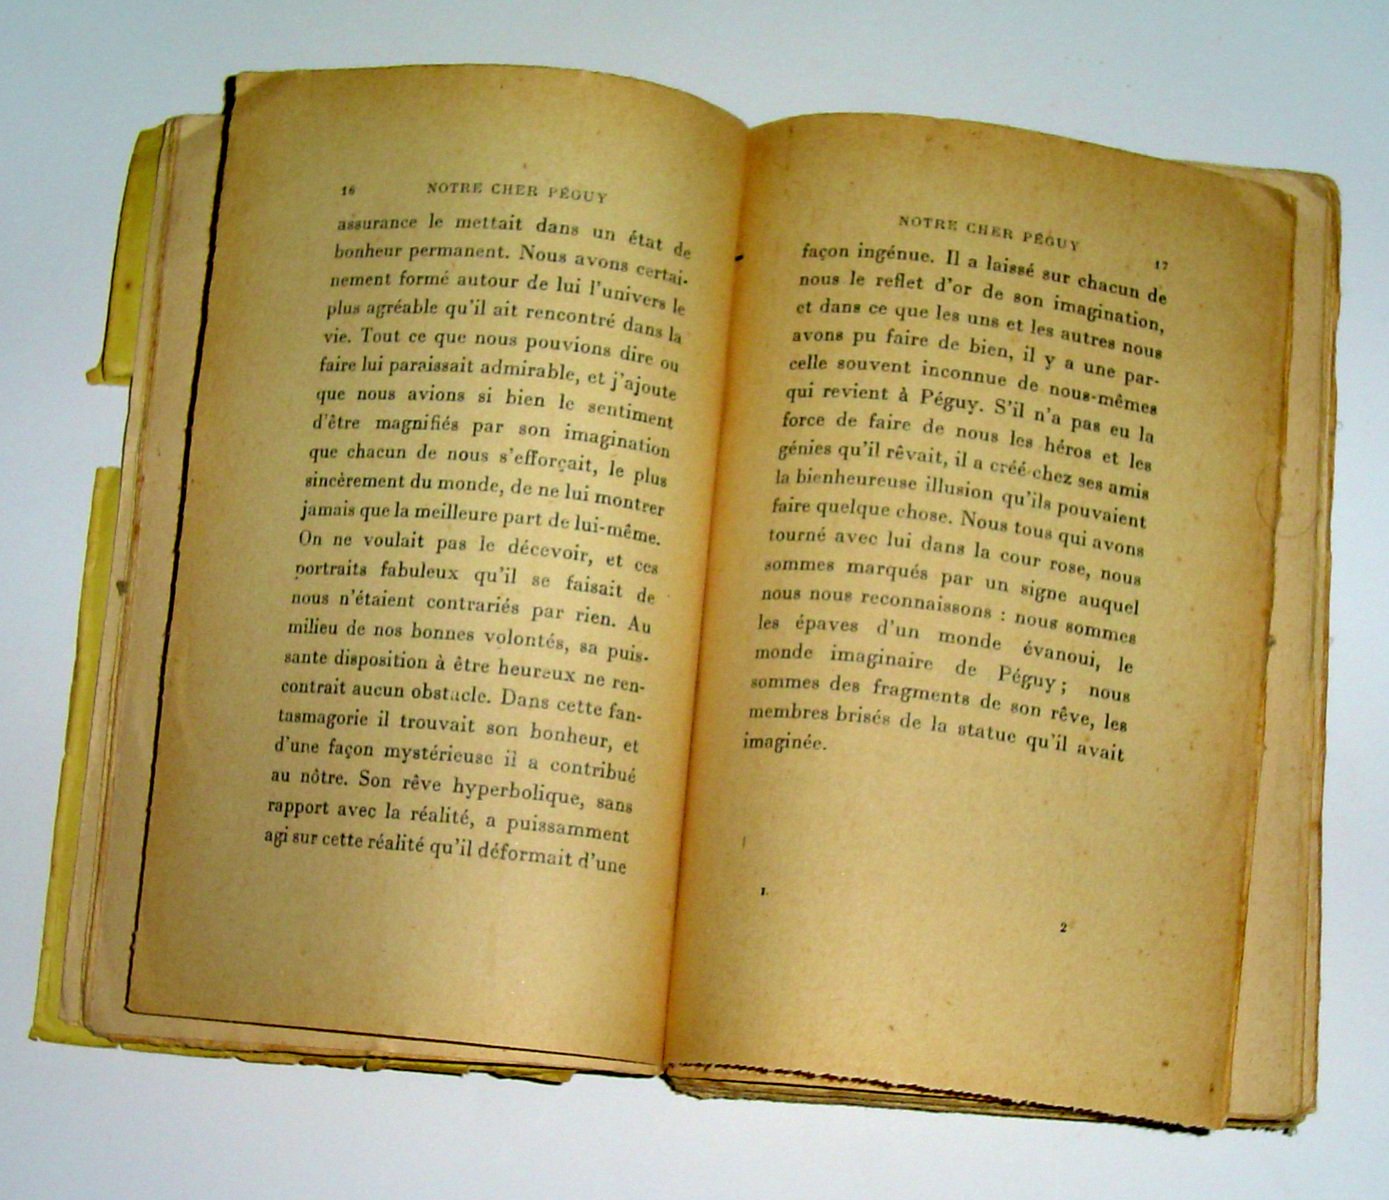 16 NOTRE CHER PÉGUY
assurance le mettait dans un état de
bonheur permanent. Nous avons certai-
nement formé autour de lui l'univers le
plus agréable qu'il ait rencontré dans la
vie. Tout ce que nous pouvions dire ou
faire lui paraissait admirable, et j'ajoute
que nous avions si bien le sentiment
d'être magnifiés par son imagination
que chacun de nous s'efforçait, le plus
sincèrement du monde, de ne lui montrer
jamais que la meilleure part de lui-même.
On ne voulait pas le décevoir, et ces
portraits fabuleux qu'il se faisait de
nous n'étaient contrariés par rien. Au
milieu de nos bonnes volontés, sa puis-
sante disposition à être heureux ne ren-
contrait aucun obstacle. Dans cette fan-
tasmagorie il trouvait son bonheur, et
d'une façon mystérieuse il a contribué
au nôtre. Son rêve hyperbolique, sans
rapport avec la réalité, a puissamment
agi sur cette réalité qu'il déformait d'une
NOTRE CHER PÉGUY 17
façon ingénue. Il a laissé sur chacun de
nous le reflet d'or de son imagination,
et dans ce que les uns et les autres nous
avons pu faire de bien, il y a une par-
celle souvent inconnue de nous-mêmes
qui revient à Péguy. S'il n'a pas eu la
force de faire de nous les héros et les
génies qu'il rêvait, il a créé chez ses amis
la bienheureuse illusion qu'ils pouvaient
faire quelque chose. Nous tous qui avons
tourné avec lui dans la cour rose, nous
sommes marqués par un signe auquel
nous nous reconnaissons : nous sommes
les épaves d'un monde évanoui, le
monde imaginaire de Péguy ; nous
sommes des fragments de son rêve, les
membres brisés de la statue qu'il avait
imaginée.
I. 2